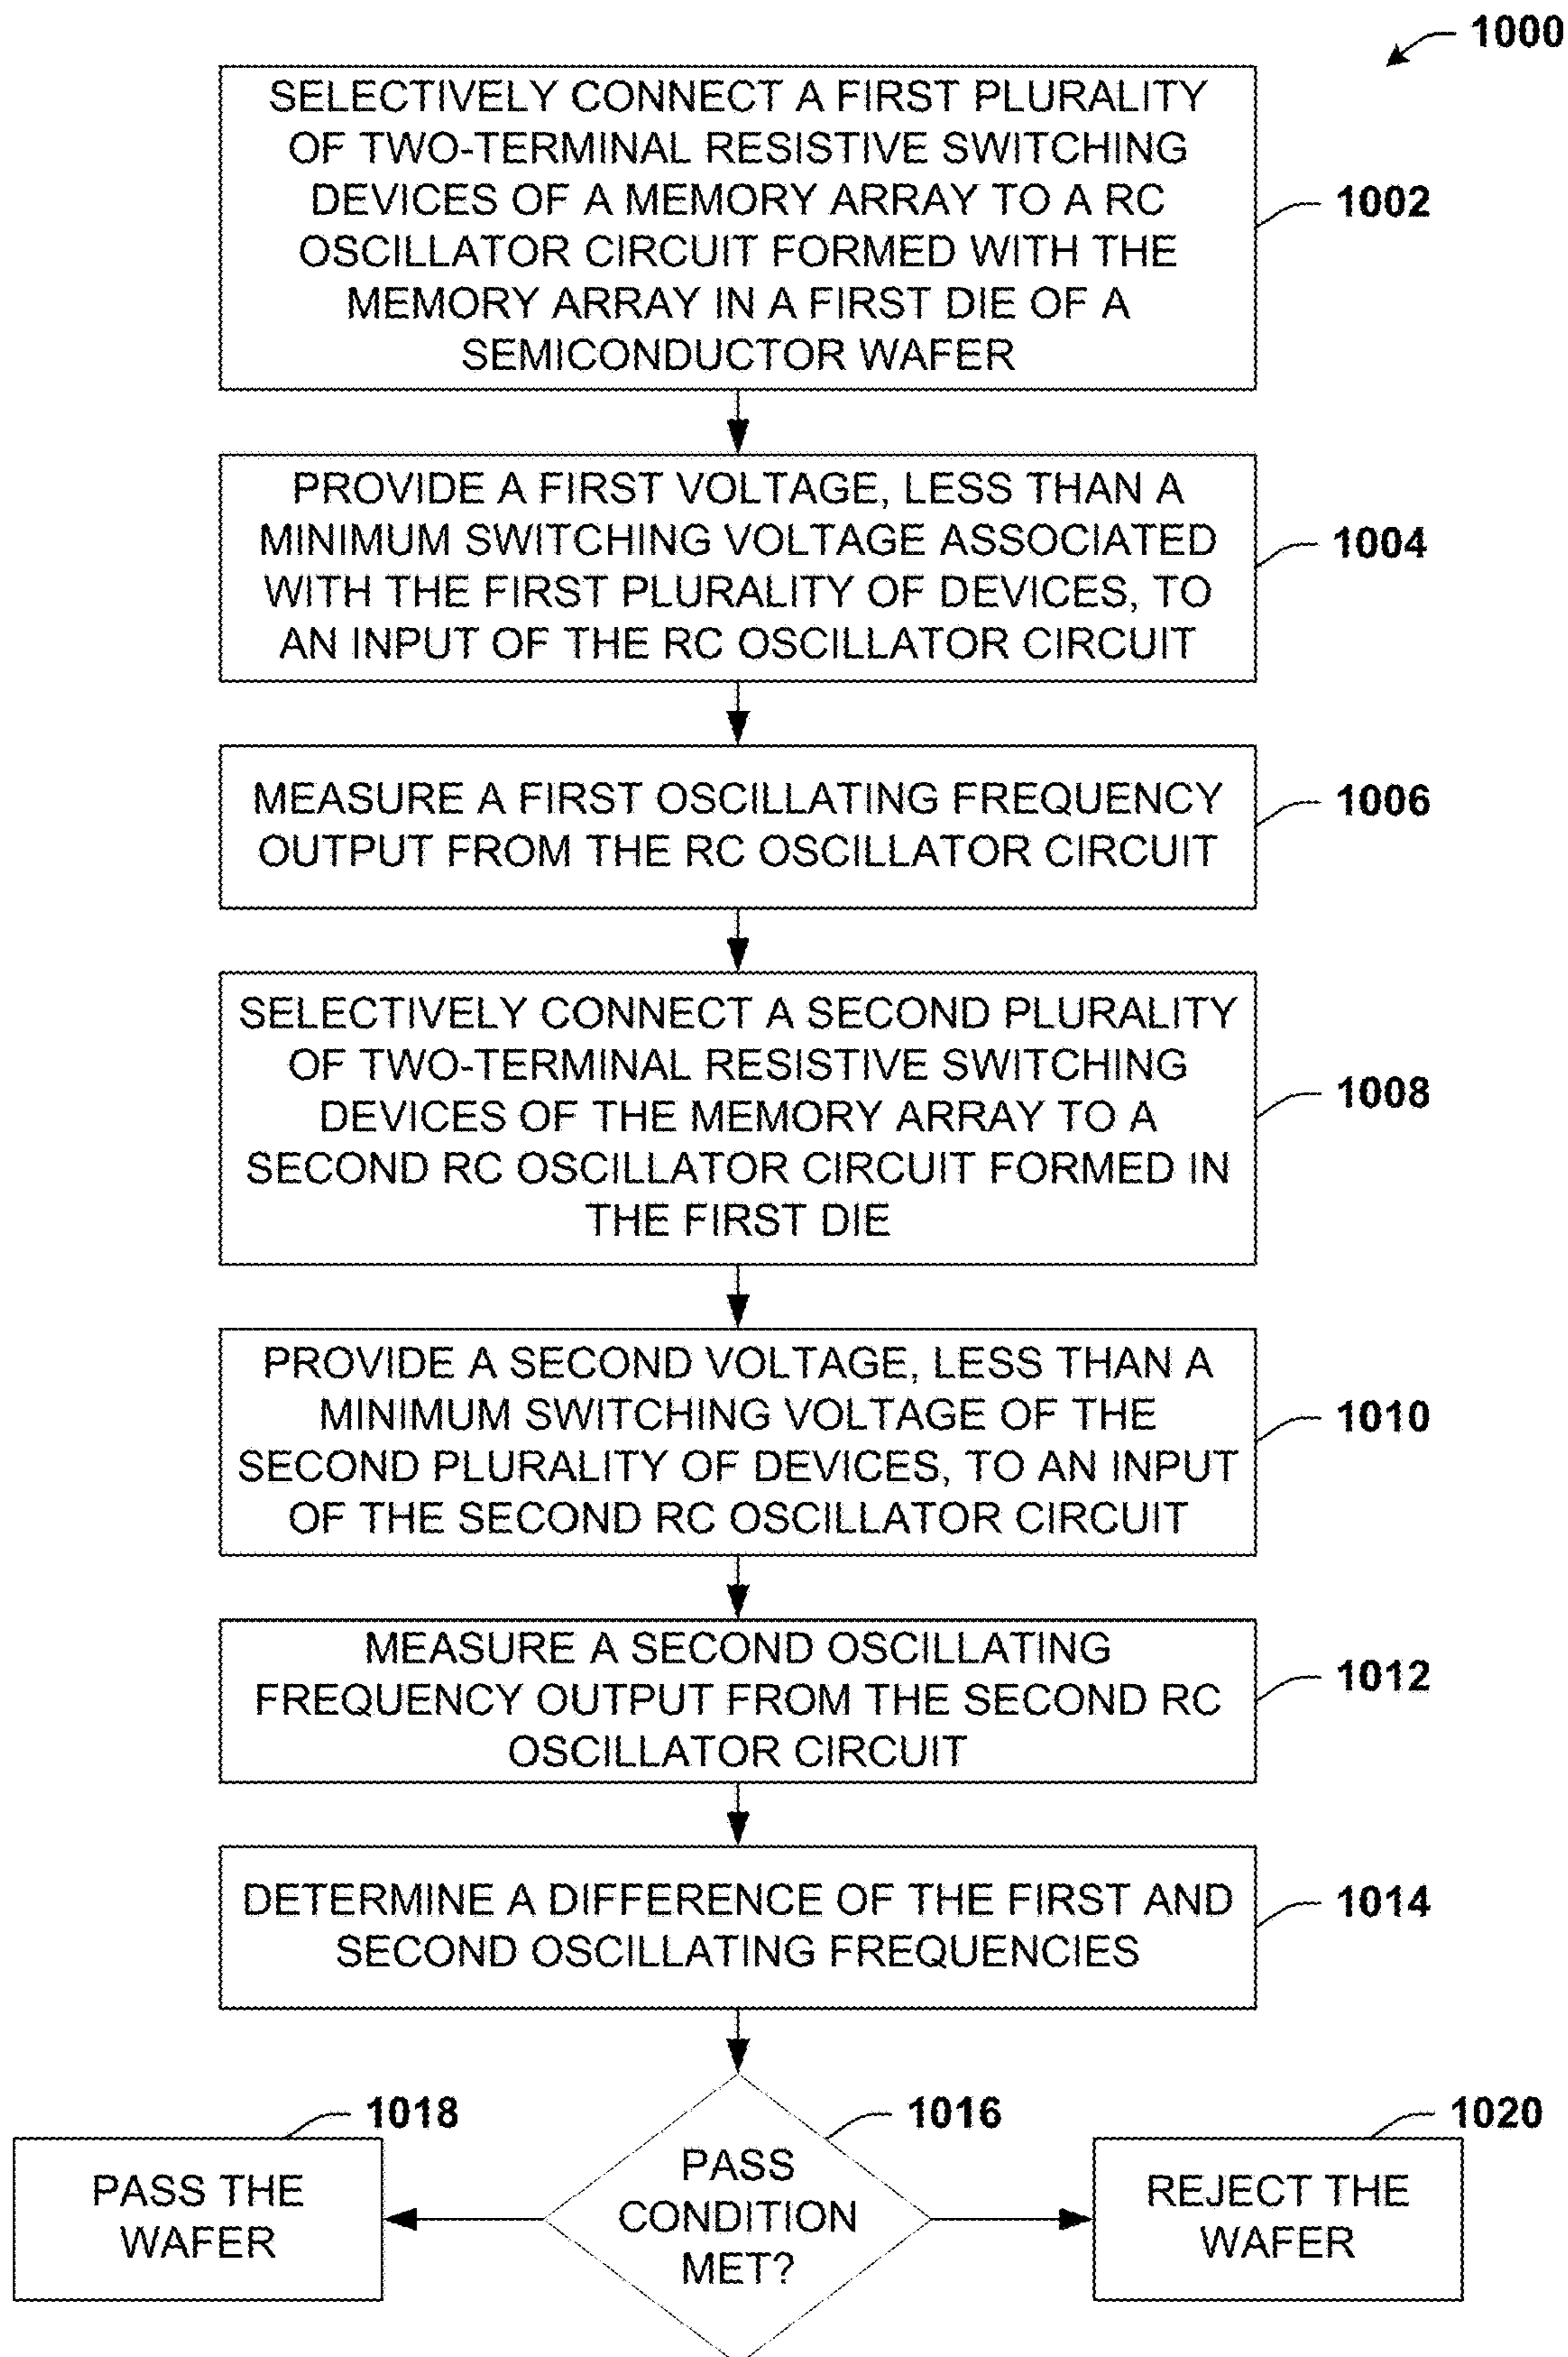 1000
SELECTIVELY CONNECT A FIRST PLURALITY
OF TWO-TERMINAL RESISTIVE SWITCHING
DEVICES OF A MEMORY ARRAY TO A RC
OSCILLATOR CIRCUIT FORMED WITH THE
MEMORY ARRAY IN A FIRST DIE OF A
SEMICONDUCTOR WAFER
1002
PROVIDE A FIRST VOLTAGE, LESS THAN A
MINIMUM SWITCHING VOLTAGE ASSOCIATED
WITH THE FIRST PLURALITY OF DEVICES, TO
AN INPUT OF THE RC OSCILLATOR CIRCUIT
1004
MEASURE A FIRST OSCILLATING FREQUENCY
OUTPUT FROM THE RC OSCILLATOR CIRCUIT
1006
SELECTIVELY CONNECT A SECOND PLURALITY
OF TWO-TERMINAL RESISTIVE SWITCHING
DEVICES OF THE MEMORY ARRAY TO A
SECOND RC OSCILLATOR CIRCUIT FORMED IN
THE FIRST DIE
1008
PROVIDE A SECOND VOLTAGE, LESS THAN A
MINIMUM SWITCHING VOLTAGE OF THE
SECOND PLURALITY OF DEVICES, TO AN INPUT
OF THE SECOND RC OSCILLATOR CIRCUIT
1010
MEASURE A SECOND OSCILLATING
FREQUENCY OUTPUT FROM THE SECOND RC
OSCILLATOR CIRCUIT
1012
DETERMINE A DIFFERENCE OF THE FIRST AND
SECOND OSCILLATING FREQUENCIES
1014
1018
PASS THE
WAFER
1016
PASS
CONDITION
MET?
1020
REJECT THE
WAFER